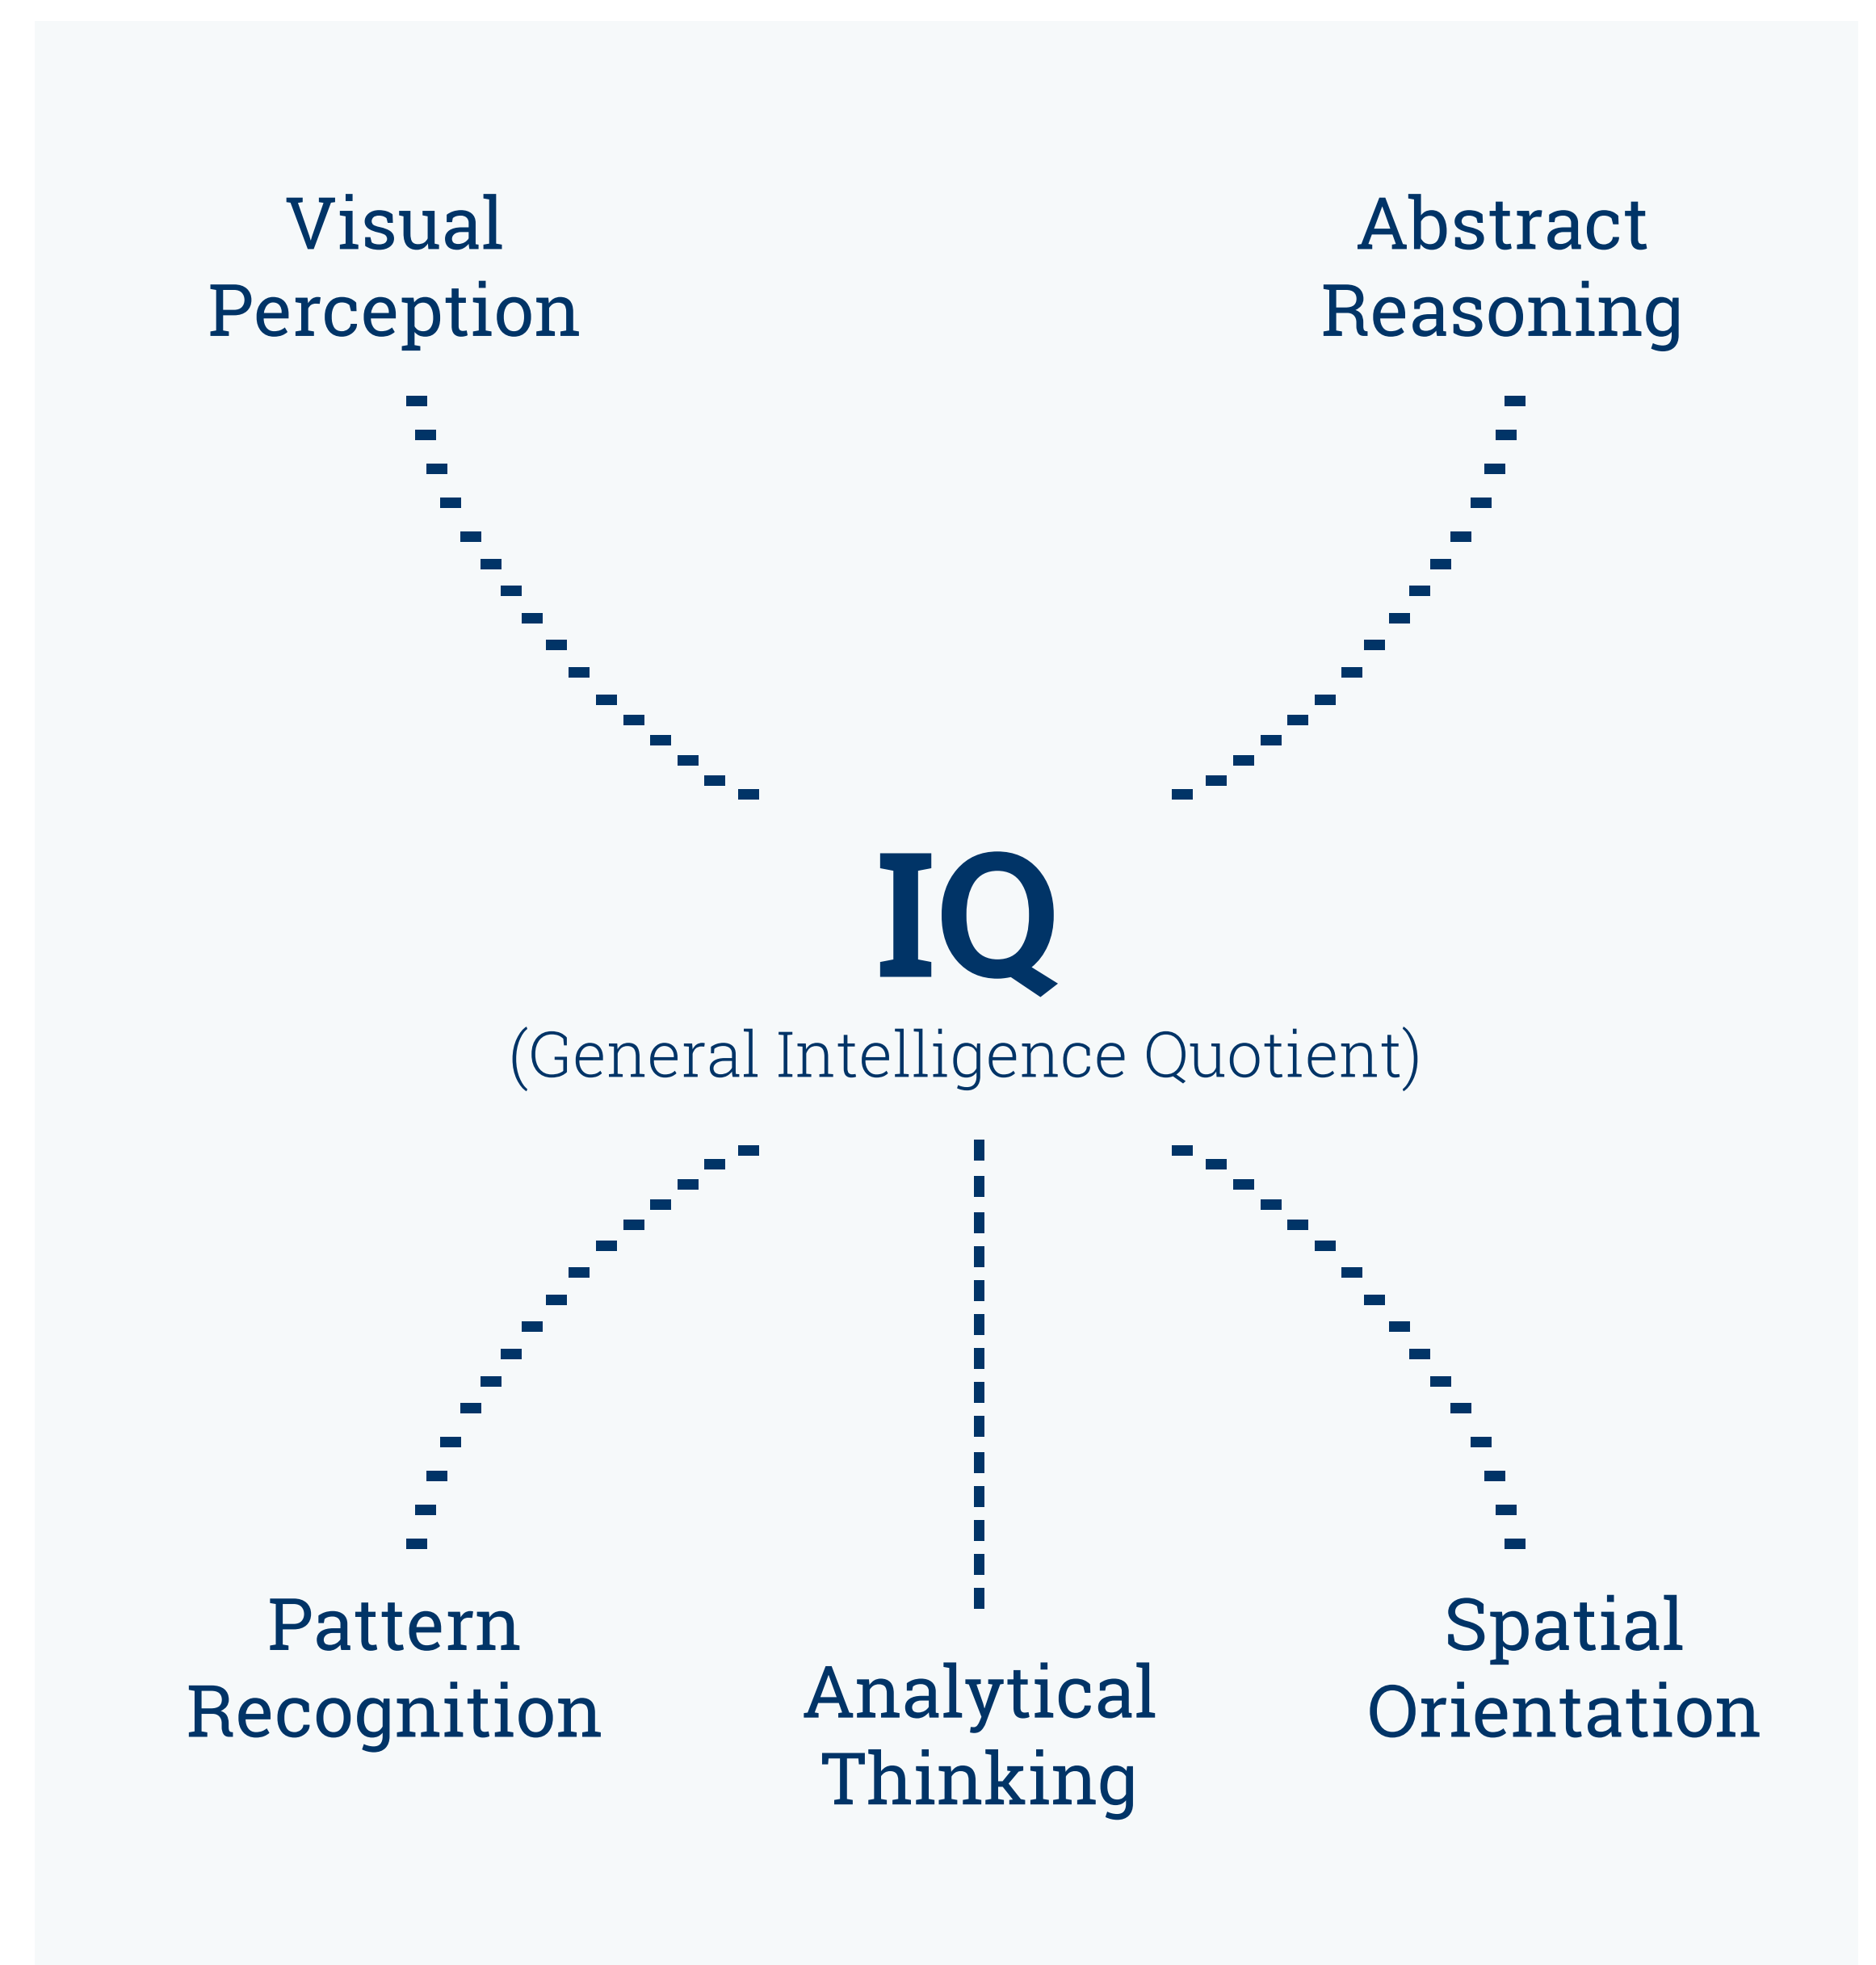 Visual
Perception
Abstract
Reasoning
IQ
(General Intelligence Quotient)
Pattern
Recognition
Analytical
Thinking
Spatial
Orientation